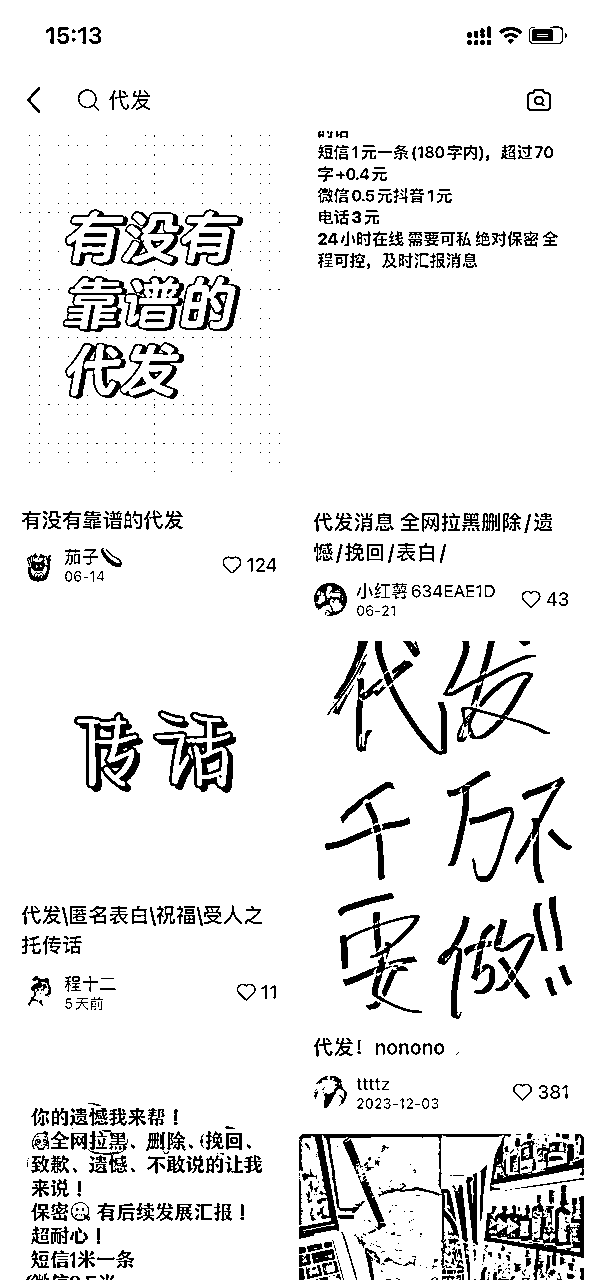 15:13
代发
有没有
靠谱的
代发
有没有靠谱的代发
茄子
06-14
124
短信1元一条(180字内)，超过70
字+0.4元
微信0.5元抖音1元
电话3元
24小时在线 需要可私 绝对保密 全
程可控，及时汇报消息
代发消息 全网拉黑删除/遗
憾/挽回/表白/
小红薯634EAE1D
06-21
43
传话
代发\匿名表白\祝福\受人之
托传话
程十二
5天前
11
代发
千万不
要做!!
代发！nonono
ttttz
2023-12-03
381
你的遗憾我来帮！
全网拉黑、删除、挽回、
致歉、遗憾、不敢说的让我
来说！
保密 有后续发展汇报！
超耐心！
短信1米一条